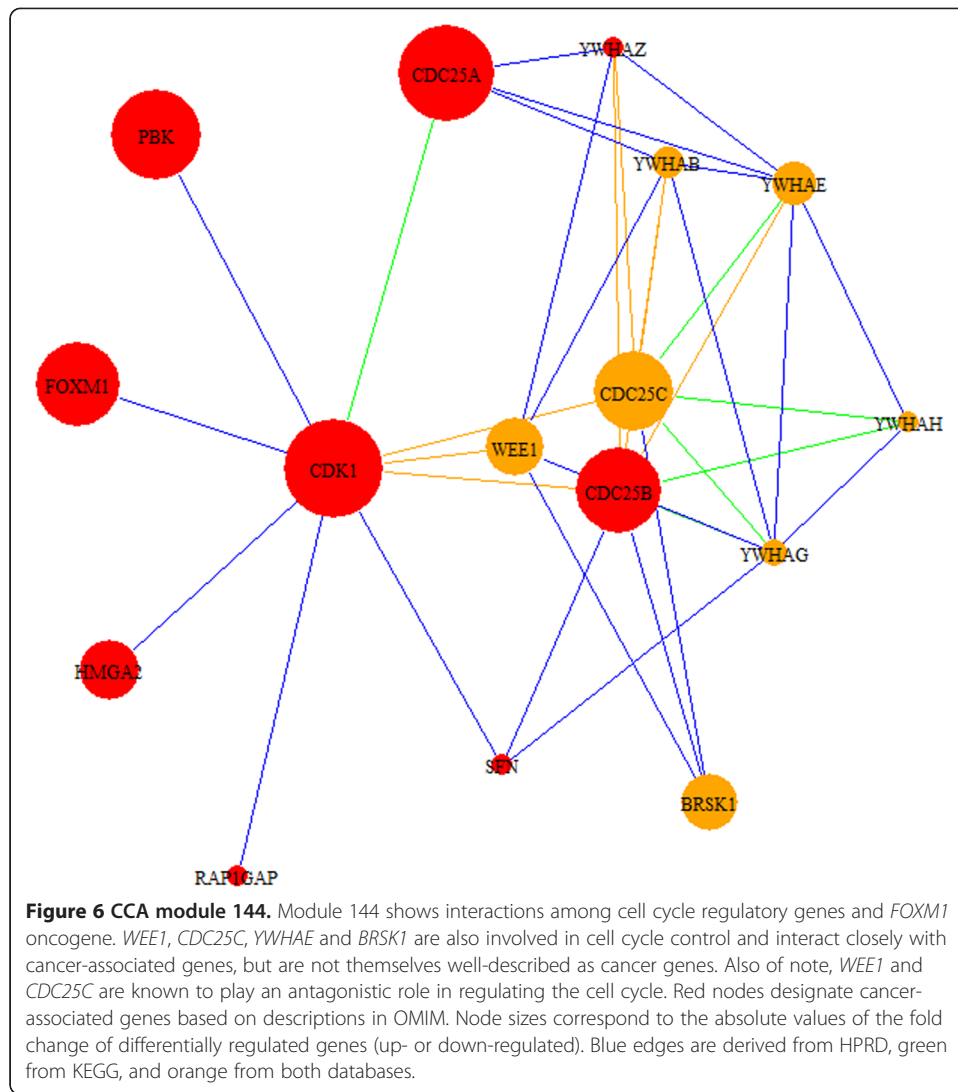 CDC25A
YWHAZ
PBK
YWHAB
YWHAE
FOXM1
CDC25C
YWHAH
WEE1
CDK1
CDC25B
YWHAG
HMGA2
SFN
BRSK1
RAP1GAP
Figure 6 CCA module 144. Module 144 shows interactions among cell cycle regulatory genes and FOXM1
oncogene. WEE1, CDC25C, YWHAE and BRSK1 are also involved in cell cycle control and interact closely with
cancer-associated genes, but are not themselves well-described as cancer genes. Also of note, WEE1 and
CDC25C are known to play an antagonistic role in regulating the cell cycle. Red nodes designate cancer-
associated genes based on descriptions in OMIM. Node sizes correspond to the absolute values of the fold
change of differentially regulated genes (up- or down-regulated). Blue edges are derived from HPRD, green
from KEGG, and orange from both databases.